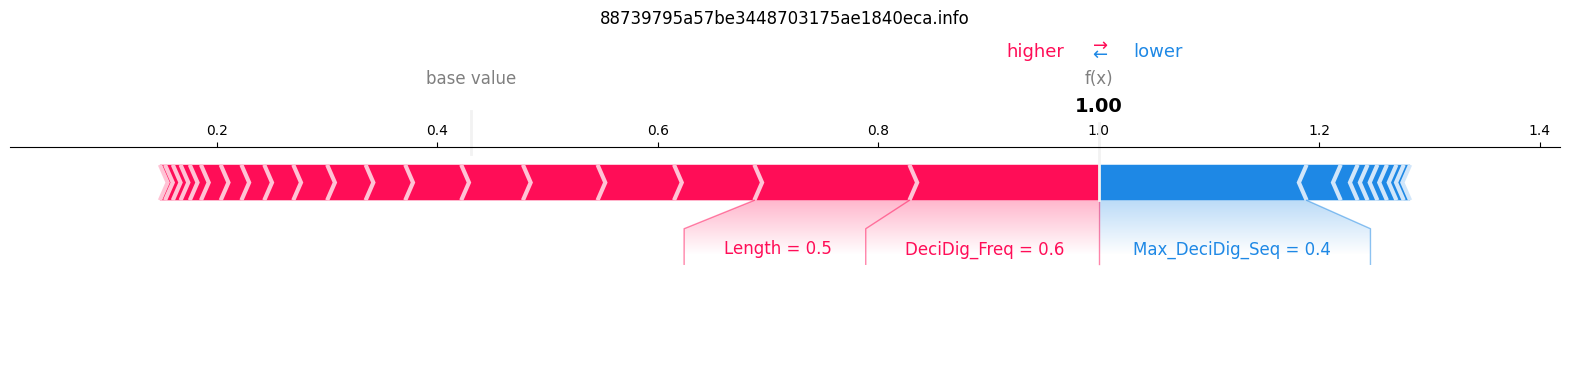 88739795a57be3448703175ae1840eca.info
higher ⇄ lower
base value f(x)
1.00
0.2 0.4 0.6 0.8 1.0 1.2 1.4
Length = 0.5 DeciDig_Freq = 0.6 Max_DeciDig_Seq = 0.4